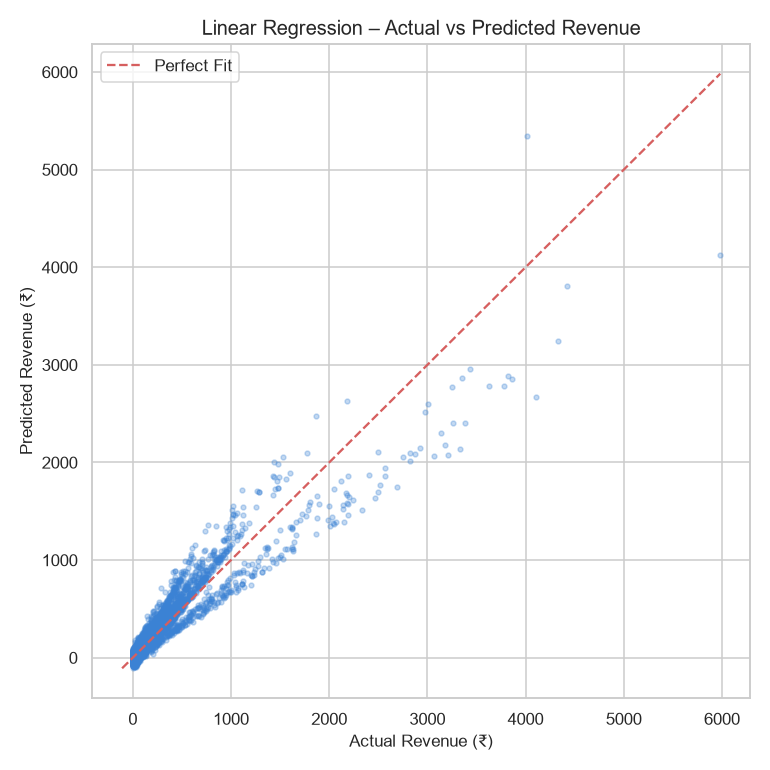 Linear Regression – Actual vs Predicted Revenue
Perfect Fit
6000
5000
4000
3000
2000
1000
0
Predicted Revenue (₹)
0 1000 2000 3000 4000 5000 6000
Actual Revenue (₹)